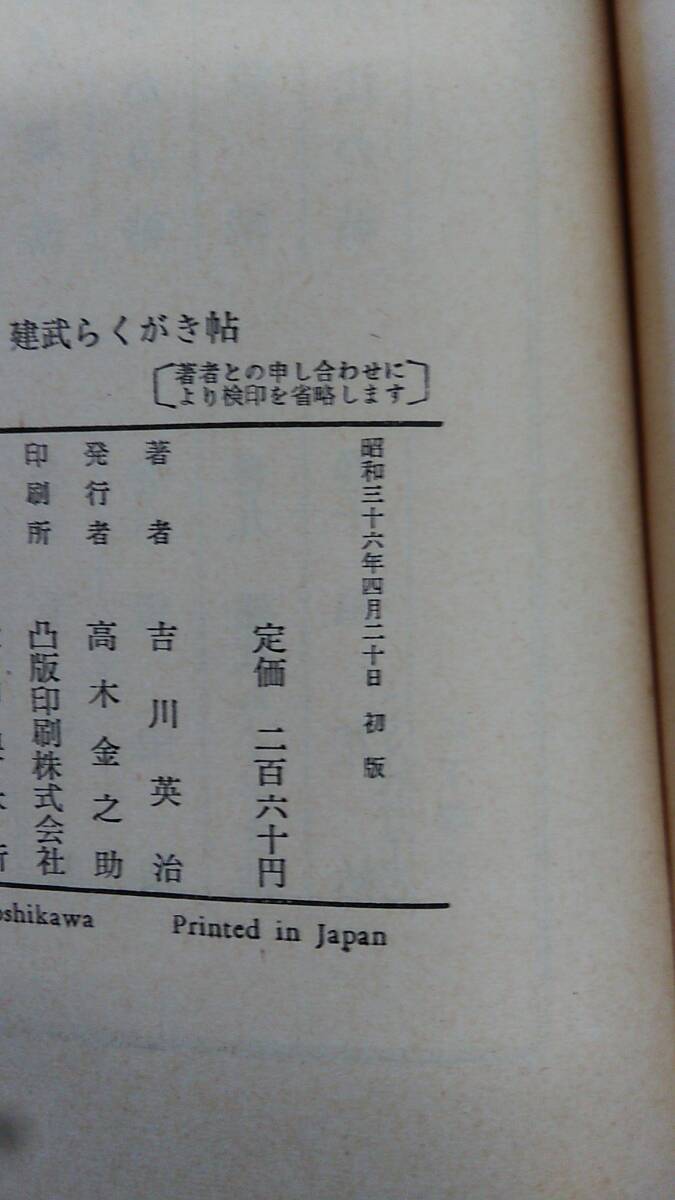 建武らくがき帖
著者との申し合わせに
より検印を省略します
昭和三十六年四月二十日 初版
定価 二百六十円
著者 吉川英治
発行者 高木金之助
印刷所 凸版印刷株式会社
oshikawa Printed in Japan